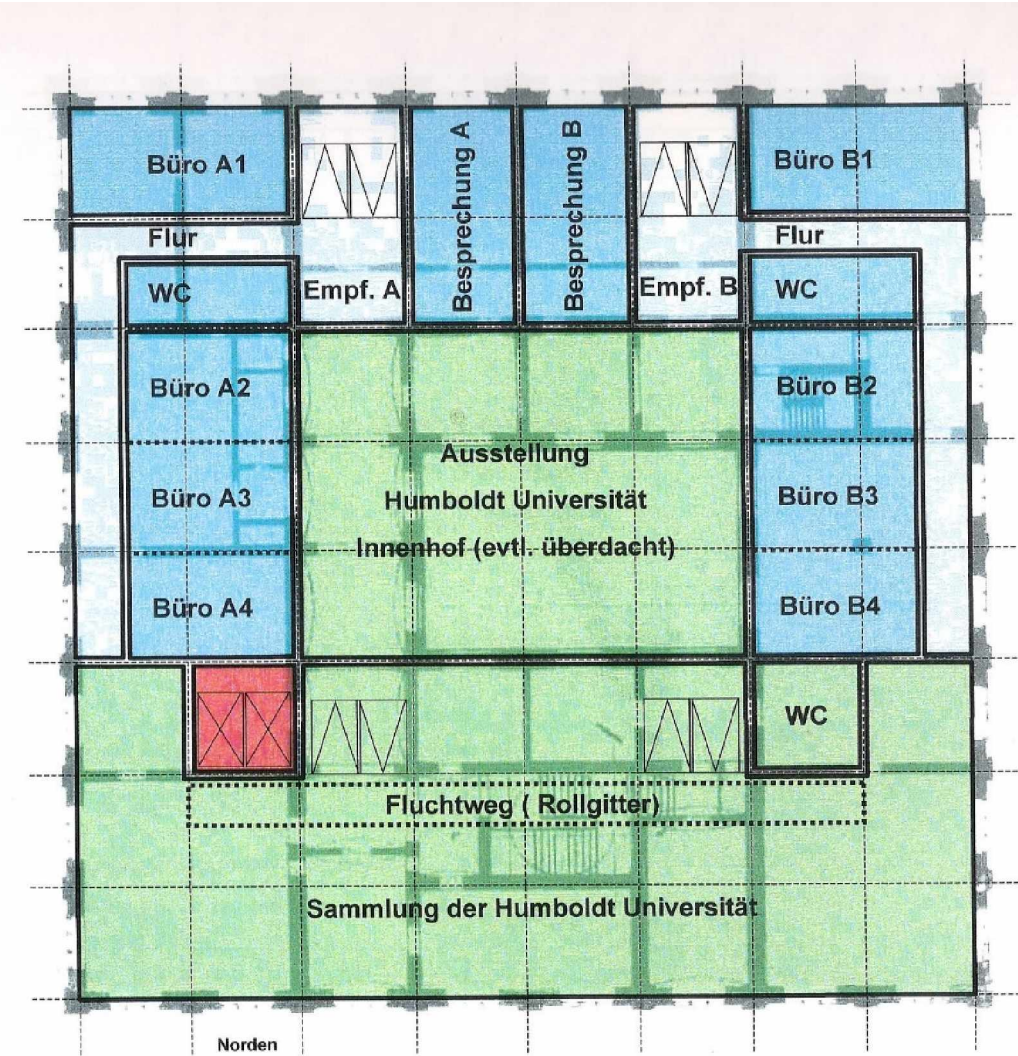 Büro A1
Besprechung A
Besprechung B
Büro B1
Flur
Flur
WC
Empf. A
Empf. B
WC
Büro A2
Büro B2
Ausstellung
Humboldt Universität
Innenhof (evtl. überdacht)
Büro A3
Büro B3
Büro A4
Büro B4
WC
Fluchtweg ( Rollgitter)
Sammlung der Humboldt Universität
Norden